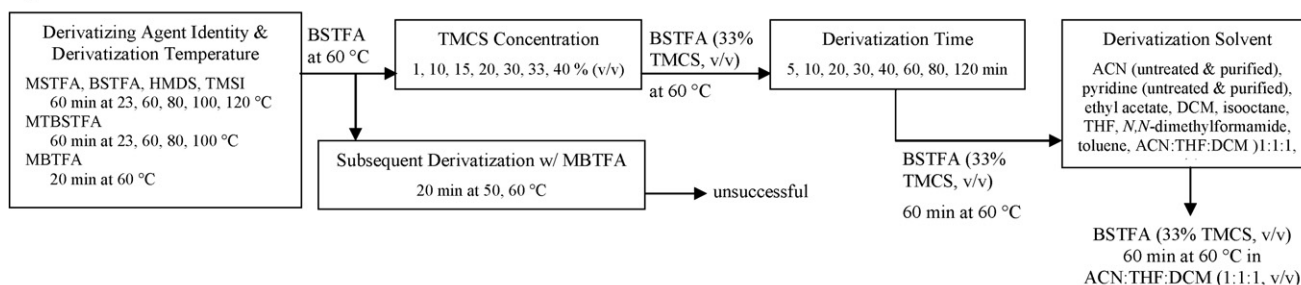 Derivatizing Agent Identity &
Derivatization Temperature
MSTFA, BSTFA, HMDS, TMSI
60 min at 23, 60, 80, 100, 120 °C
MTBSTFA
60 min at 23, 60, 80, 100 °C
MBTFA
20 min at 60 °C
BSTFA
at 60 °C
TMCS Concentration
1, 10, 15, 20, 30, 33, 40 % (v/v)
Subsequent Derivatization w/ MBTFA
20 min at 50, 60 °C
unsuccessful
BSTFA (33%
TMCS, v/v)
at 60 °C
Derivatization Time
5, 10, 20, 30, 40, 60, 80, 120 min
BSTFA (33%
TMCS, v/v)
60 min at 60 °C
Derivatization Solvent
ACN (untreated & purified),
pyridine (untreated & purified),
ethyl acetate, DCM, isooctane,
THF, N,N-dimethylformamide,
toluene, ACN:THF:DCM )1:1:1,
BSTFA (33% TMCS, v/v)
60 min at 60 °C in
ACN:THF:DCM (1:1:1, v/v)